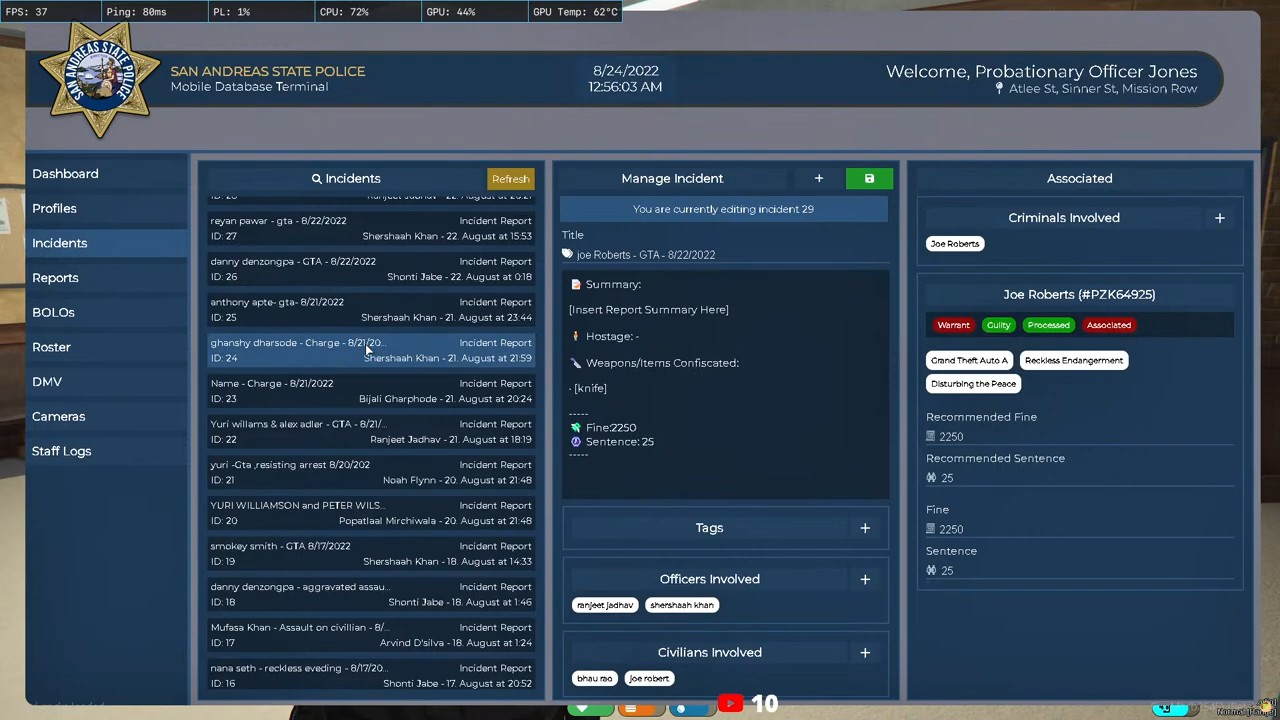 FPS: 37
Ping: 80ms
PL: 1%
CPU: 72%
GPU: 44%
GPU Temp: 62°C
SAN ANDREAS STATE POLICE
Mobile Database Terminal
8/24/2022
12:56:03 AM
Welcome, Probationary Officer Jones
Atlee St, Sinner St, Mission Row
Dashboard
Profiles
Incidents
Reports
BOLOs
Roster
DMV
Cameras
Staff Logs
Incidents
Refresh
reyan pawar - gta - 8/22/2022 Incident Report
ID: 27 Shershaah Khan - 22. August at 15:53
danny denzongpa - GTA - 8/22/2022 Incident Report
ID: 26 Shonti Jabe - 22. August at 0:18
anthony apte- gta- 8/21/2022 Incident Report
ID: 25 Shershaah Khan - 21. August at 23:44
ghanshy dharsode - Charge - 8/21/20... Incident Report
ID: 24 Shershaah Khan - 21. August at 21:59
Name - Charge - 8/21/2022 Incident Report
ID: 23 Bijali Gharphode - 21. August at 20:24
Yuri willams & alex adler - GTA - 8/21/... Incident Report
ID: 22 Ranjeet Jadhav - 21. August at 18:19
yuri -Gta ,resisting arrest 8/20/202 Incident Report
ID: 21 Noah Flynn - 20. August at 21:48
YURI WILLIAMSON and PETER WILS... Incident Report
ID: 20 Popatlaal Mirchiwala - 20. August at 21:48
smokey smith - GTA 8/17/2022 Incident Report
ID: 19 Shershaah Khan - 18. August at 14:33
danny denzongpa - aggravated assau... Incident Report
ID: 18 Shonti Jabe - 18. August at 1:46
Mufasa Khan - Assault on civillian - 8/... Incident Report
ID: 17 Arvind D'silva - 18. August at 1:24
nana seth - reckless eveding - 8/17/20... Incident Report
ID: 16 Shonti Jabe - 17. August at 20:52
Manage Incident
You are currently editing incident 29
Title
joe Roberts - GTA - 8/22/2022
Summary:
[Insert Report Summary Here]
Hostage: -
Weapons/Items Confiscated:
· [knife]
-----
Fine:2250
Sentence: 25
-----
Tags
Officers Involved
ranjeet jadhav shershaah khan
Civilians Involved
bhau rao joe robert
Associated
Criminals Involved
Joe Roberts
Joe Roberts (#PZK64925)
Warrant Guilty Processed Associated
Grand Theft Auto A Reckless Endangerment
Disturbing the Peace
Recommended Fine
2250
Recommended Sentence
25
Fine
2250
Sentence
25
10